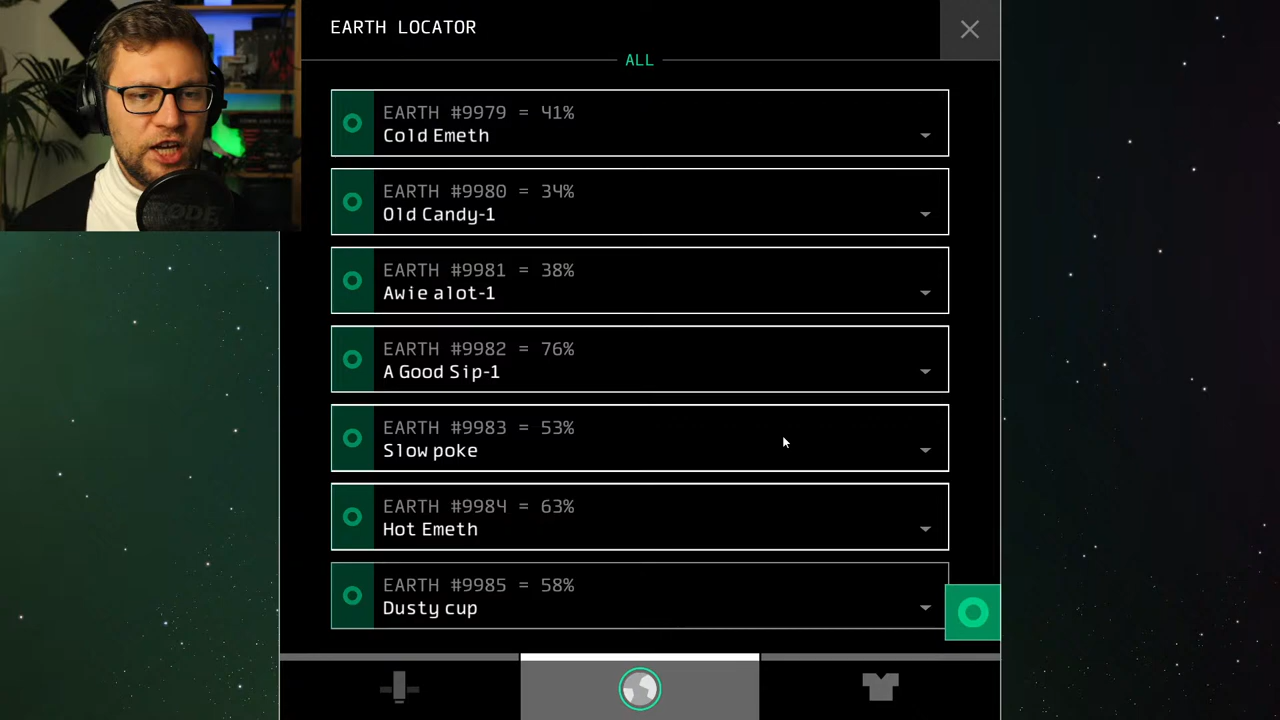 EARTH LOCATOR
ALL
EARTH #9979 = 41%
Cold Emeth
EARTH #9980 = 34%
Old Candy-1
EARTH #9981 = 38%
Awie alot-1
EARTH #9982 = 76%
A Good Sip-1
EARTH #9983 = 53%
Slow poke
EARTH #9984 = 63%
Hot Emeth
EARTH #9985 = 58%
Dusty cup
RODE